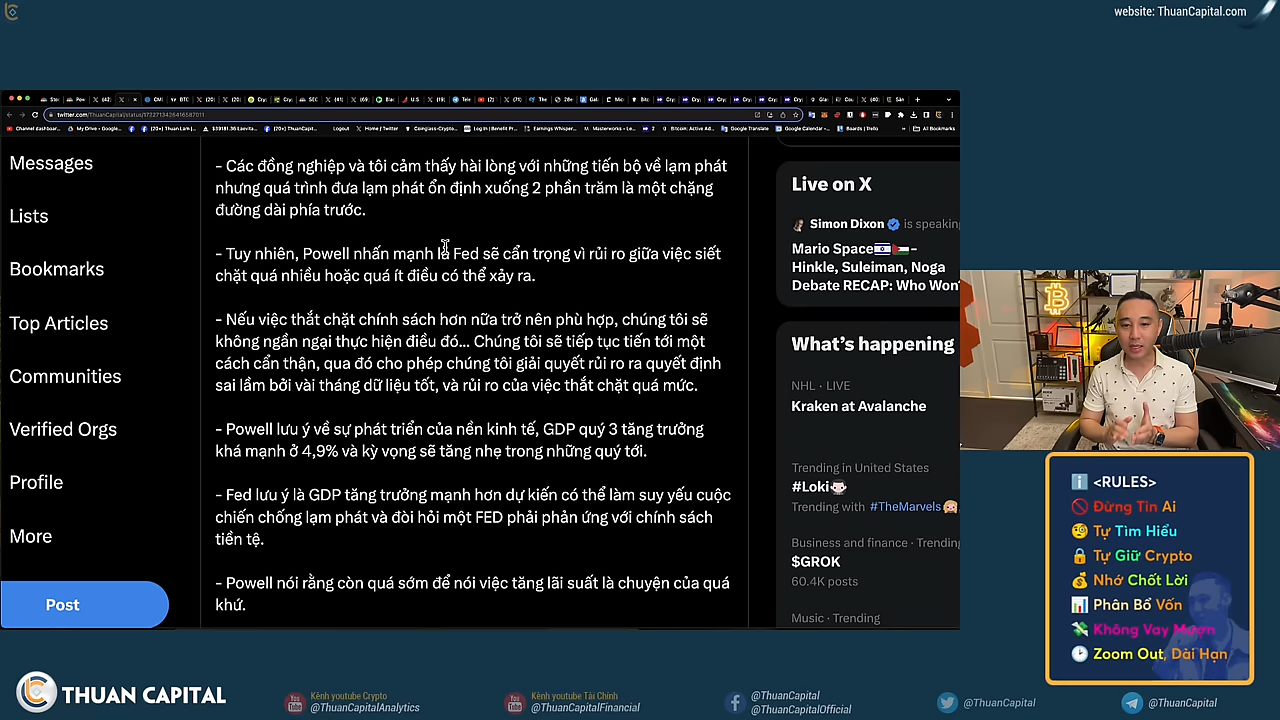 website: ThuanCapital.com
twitter.com/ThuanCapital/status/1732713426416587011
Messages
Lists
Bookmarks
Top Articles
Communities
Verified Orgs
Profile
More
Post
- Các đồng nghiệp và tôi cảm thấy hài lòng với những tiến bộ về lạm phát
nhưng quá trình đưa lạm phát ổn định xuống 2 phần trăm là một chặng
đường dài phía trước.
- Tuy nhiên, Powell nhấn mạnh là Fed sẽ cẩn trọng vì rủi ro giữa việc siết
chặt quá nhiều hoặc quá ít điều có thể xảy ra.
- Nếu việc thắt chặt chính sách hơn nữa trở nên phù hợp, chúng tôi sẽ
không ngần ngại thực hiện điều đó... Chúng tôi sẽ tiếp tục tiến tới một
cách cẩn thận, qua đó cho phép chúng tôi giải quyết rủi ro ra quyết định
sai lầm bởi vài tháng dữ liệu tốt, và rủi ro của việc thắt chặt quá mức.
- Powell lưu ý về sự phát triển của nền kinh tế, GDP quý 3 tăng trưởng
khá mạnh ở 4,9% và kỳ vọng sẽ tăng nhẹ trong những quý tới.
- Fed lưu ý là GDP tăng trưởng mạnh hơn dự kiến có thể làm suy yếu cuộc
chiến chống lạm phát và đòi hỏi một FED phải phản ứng với chính sách
tiền tệ.
- Powell nói rằng còn quá sớm để nói việc tăng lãi suất là chuyện của quá
khứ.
Live on X
Simon Dixon is speaking
Mario Space –
Hinkle, Suleiman, Noga
Debate RECAP: Who Won
What's happening
NHL · LIVE
Kraken at Avalanche
Trending in United States
#Loki
Trending with #TheMarvels
Business and finance · Trending
$GROK
60.4K posts
Music · Trending
<RULES>
Đừng Tin Ai
Tự Tìm Hiểu
Tự Giữ Crypto
Nhớ Chốt Lời
Phân Bổ Vốn
Không Vay Mượn
Zoom Out, Dài Hạn
THUAN CAPITAL
Kênh youtube Crypto
@ThuanCapitalAnalytics
Kênh youtube Tài Chính
@ThuanCapitalFinancial
@ThuanCapital
@ThuanCapitalOfficial
@ThuanCapital
@ThuanCapital